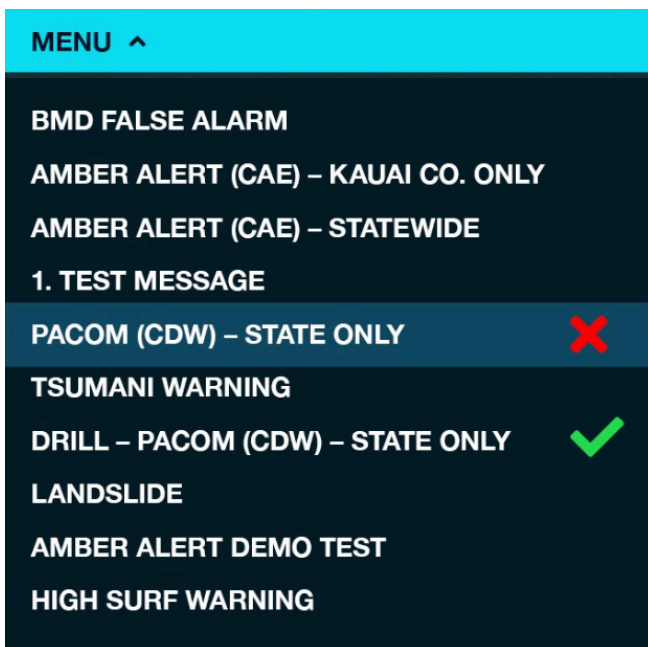 MENU
BMD FALSE ALARM
AMBER ALERT (CAE) – KAUAI CO. ONLY
AMBER ALERT (CAE) – STATEWIDE
1. TEST MESSAGE
PACOM (CDW) – STATE ONLY
TSUMANI WARNING
DRILL – PACOM (CDW) – STATE ONLY
LANDSLIDE
AMBER ALERT DEMO TEST
HIGH SURF WARNING